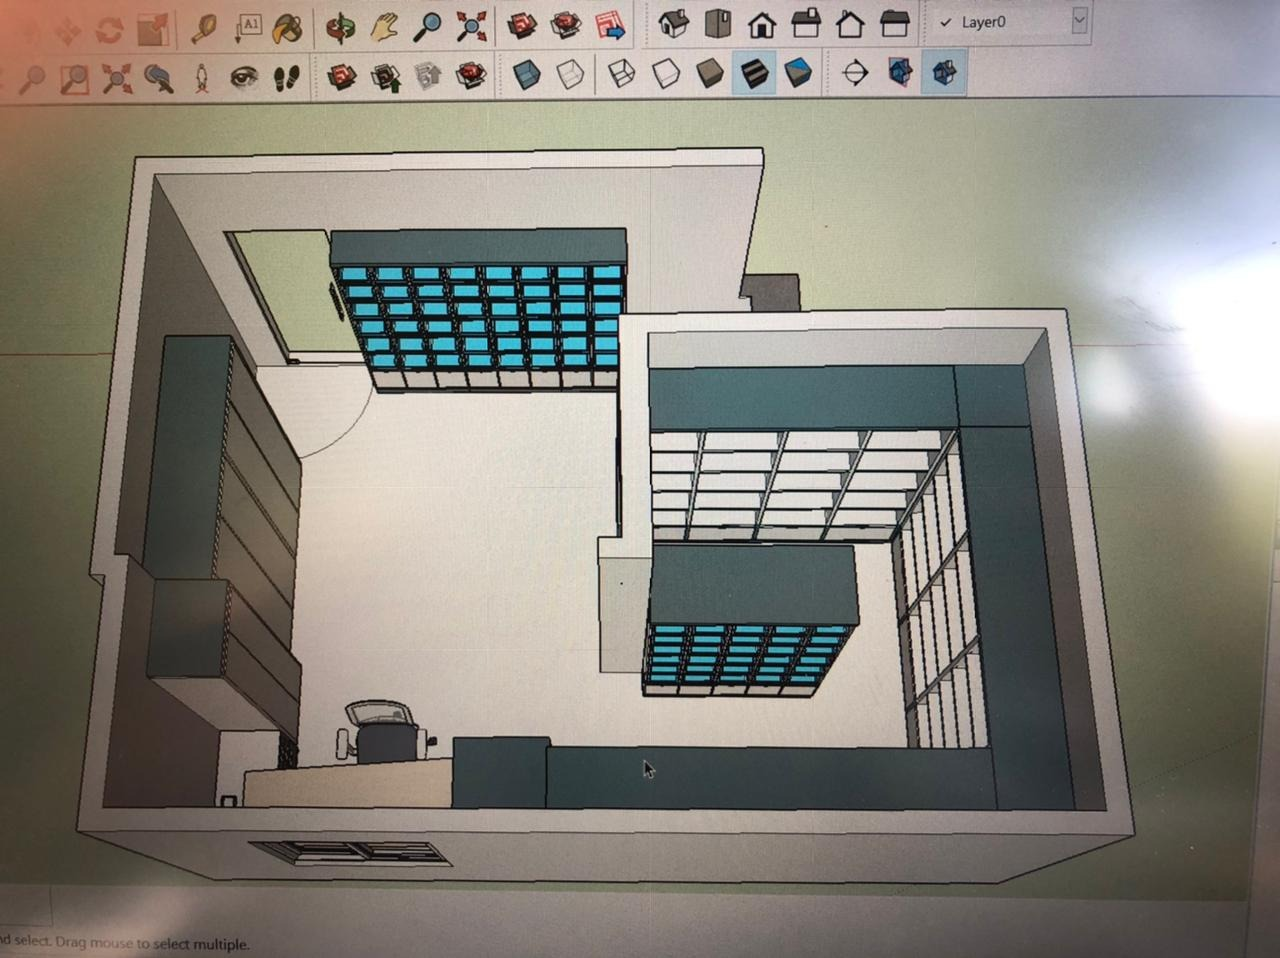 A1
Layer0
select. Drag mouse to select multiple.